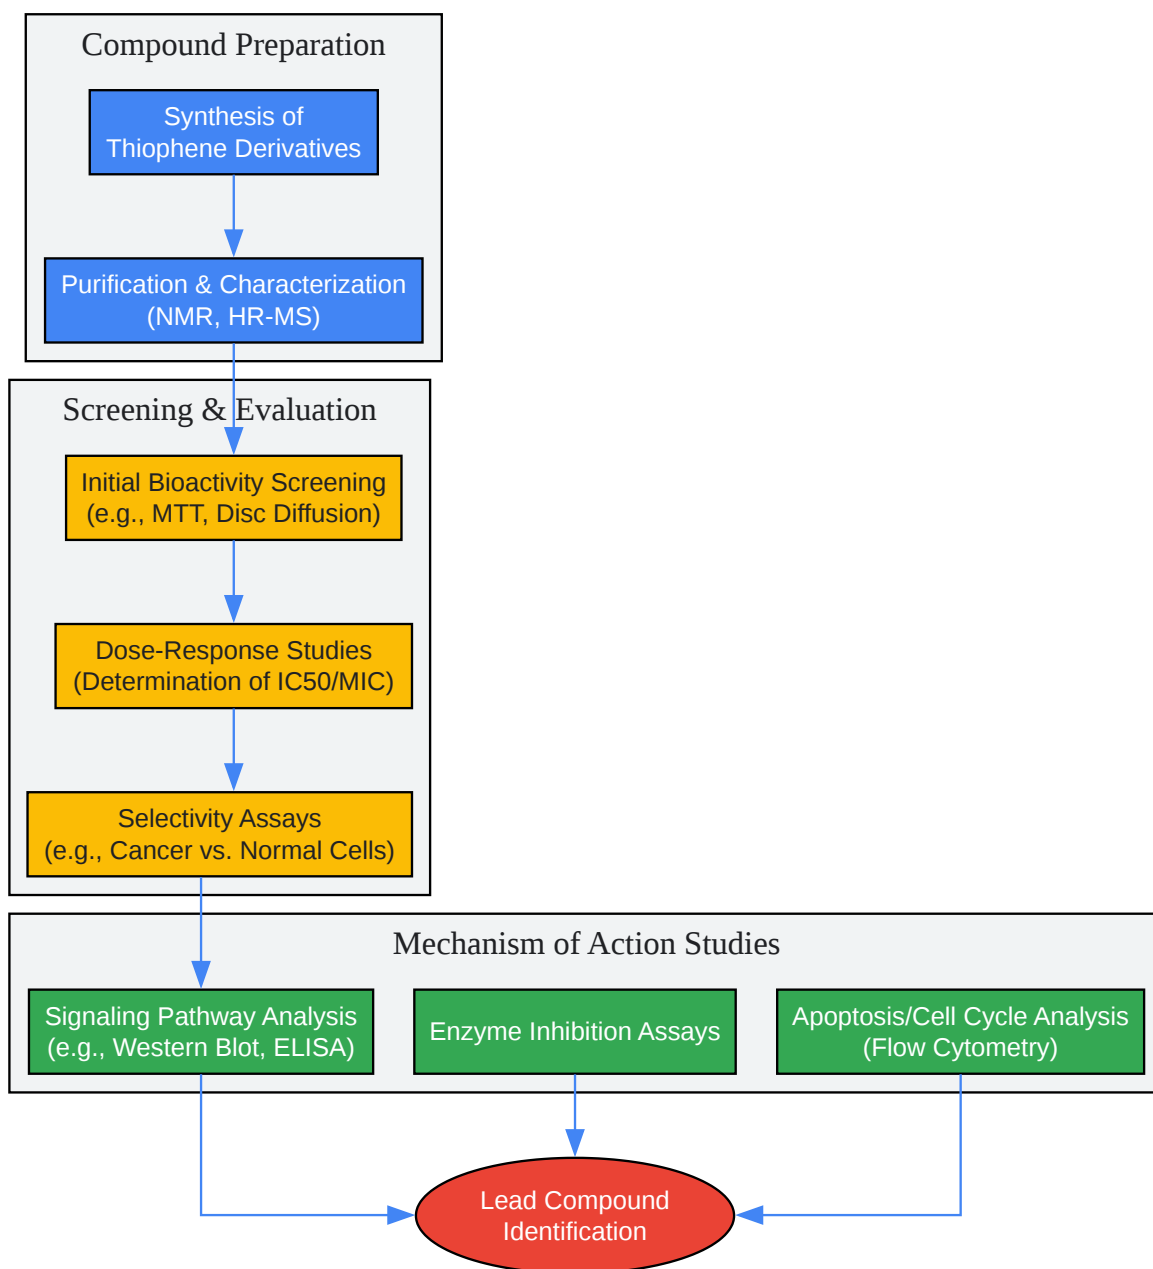 Compound Preparation
Synthesis of
Thiophene Derivatives
Purification & Characterization
(NMR, HR-MS)
Screening & Evaluation
Initial Bioactivity Screening
(e.g., MTT, Disc Diffusion)
Dose-Response Studies
(Determination of IC50/MIC)
Selectivity Assays
(e.g., Cancer vs. Normal Cells)
Mechanism of Action Studies
Signaling Pathway Analysis
(e.g., Western Blot, ELISA)
Enzyme Inhibition Assays
Apoptosis/Cell Cycle Analysis
(Flow Cytometry)
Lead Compound
Identification